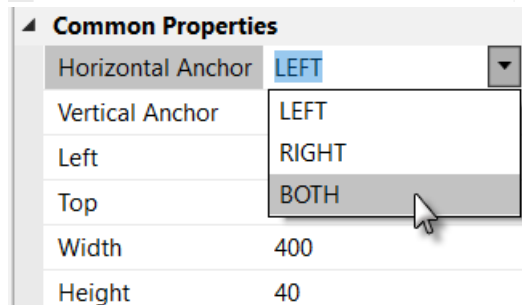 Common Properties
Horizontal Anchor LEFT
Vertical Anchor LEFT
Left RIGHT
Top BOTH
Width 400
Height 40